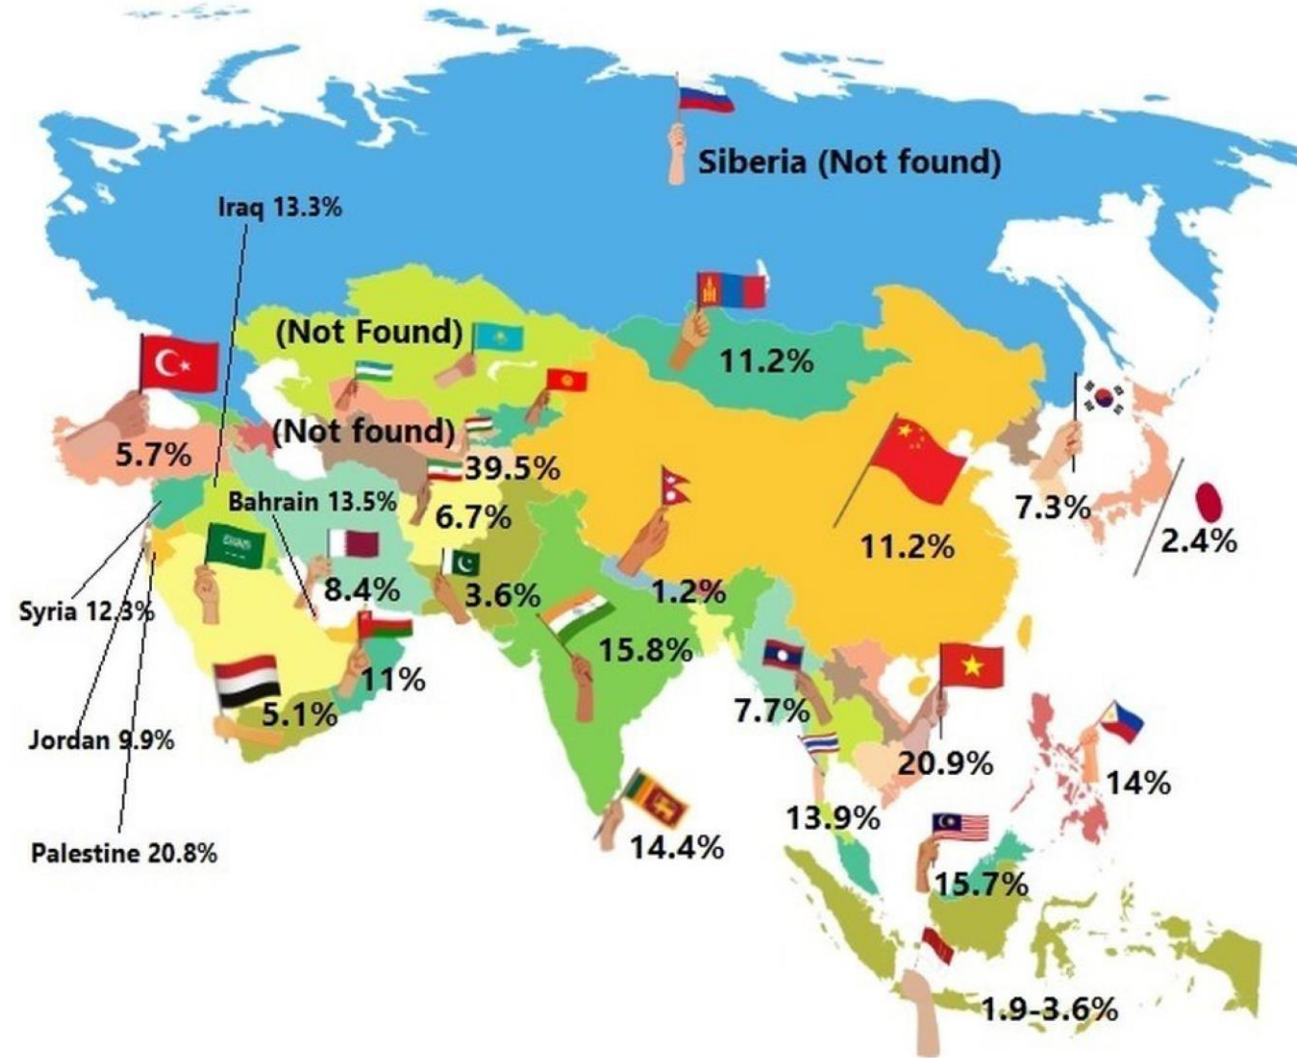 Siberia (Not found)
Iraq 13.3%
(Not Found)
11.2%
(Not found)
5.7%
39.5%
Bahrain 13.5%
6.7%
7.3%
11.2%
2.4%
8.4%
3.6%
1.2%
Syria 12.3%
15.8%
11%
5.1%
7.7%
Jordan 9.9%
20.9%
14%
13.9%
Palestine 20.8%
14.4%
15.7%
1.9-3.6%